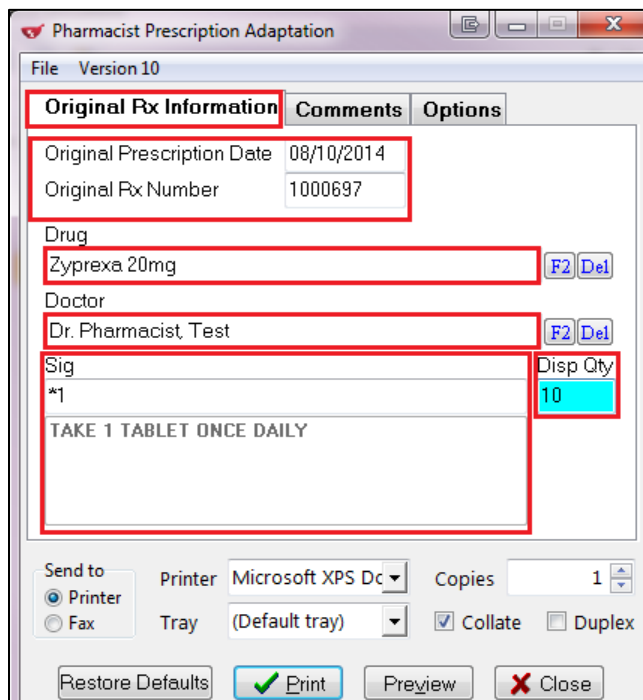 Pharmacist Prescription Adaptation
File Version 10
Original Rx Information Comments Options
Original Prescription Date 08/10/2014
Original Rx Number 1000697
Drug
Zyprexa 20mg F2 Del
Doctor
Dr. Pharmacist, Test F2 Del
Sig Disp Qty
*1 10
TAKE 1 TABLET ONCE DAILY
Send to
Printer
Fax
Printer Microsoft XPS Dc Copies 1
Tray (Default tray) Collate Duplex
Restore Defaults Print Preview Close